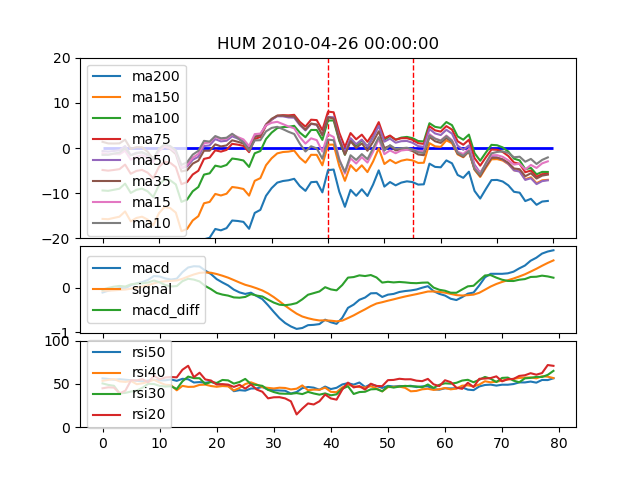 HUM 2010-04-26 00:00:00
20
10
0
−10
−20
ma200
ma150
ma100
ma75
ma50
ma35
ma15
ma10
0
−1
macd
signal
macd_diff
100
50
0
rsi50
rsi40
rsi30
rsi20
0 10 20 30 40 50 60 70 80